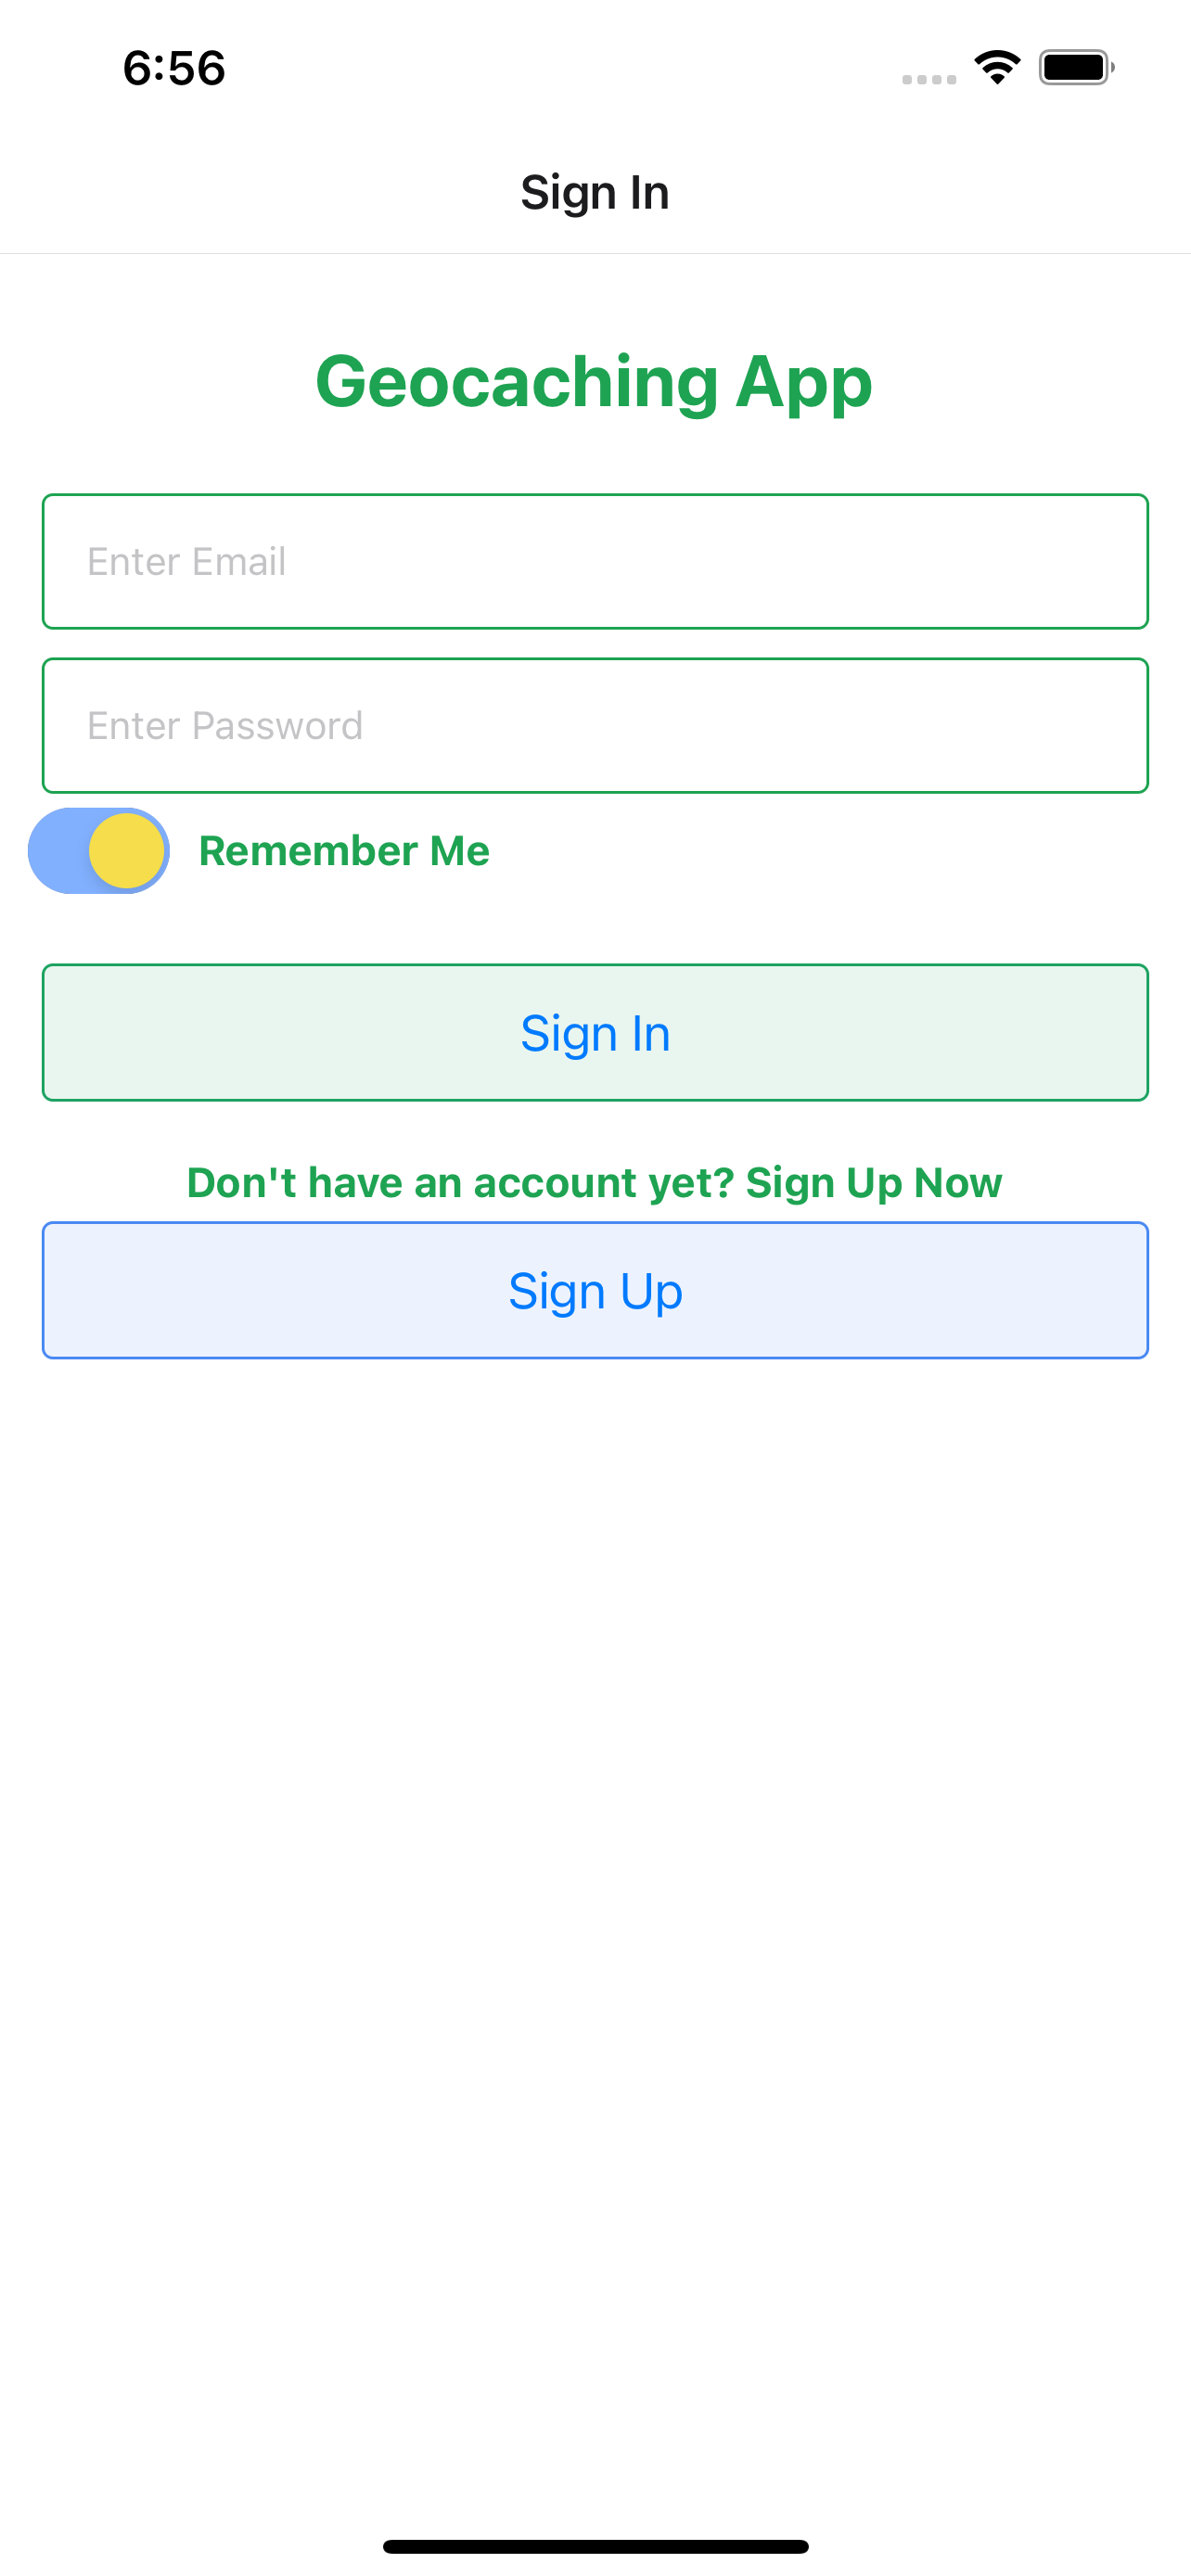 6:56
Sign In
Geocaching App
Enter Email
Enter Password
Remember Me
Sign In
Don't have an account yet? Sign Up Now
Sign Up